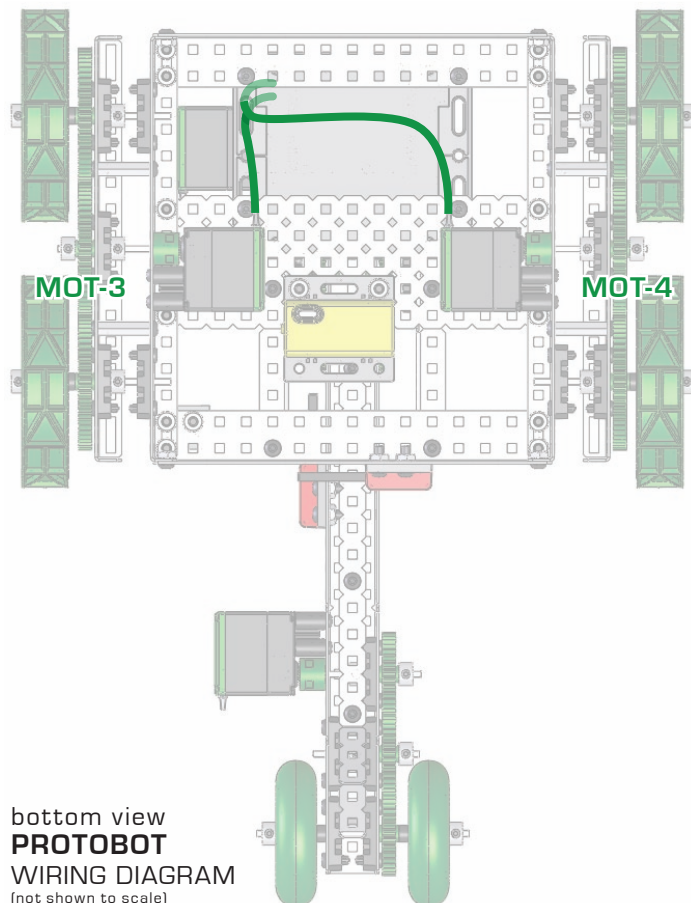 MOT-3
MOT-4
bottom view
PROTOBOT
WIRING DIAGRAM
(not shown to scale)